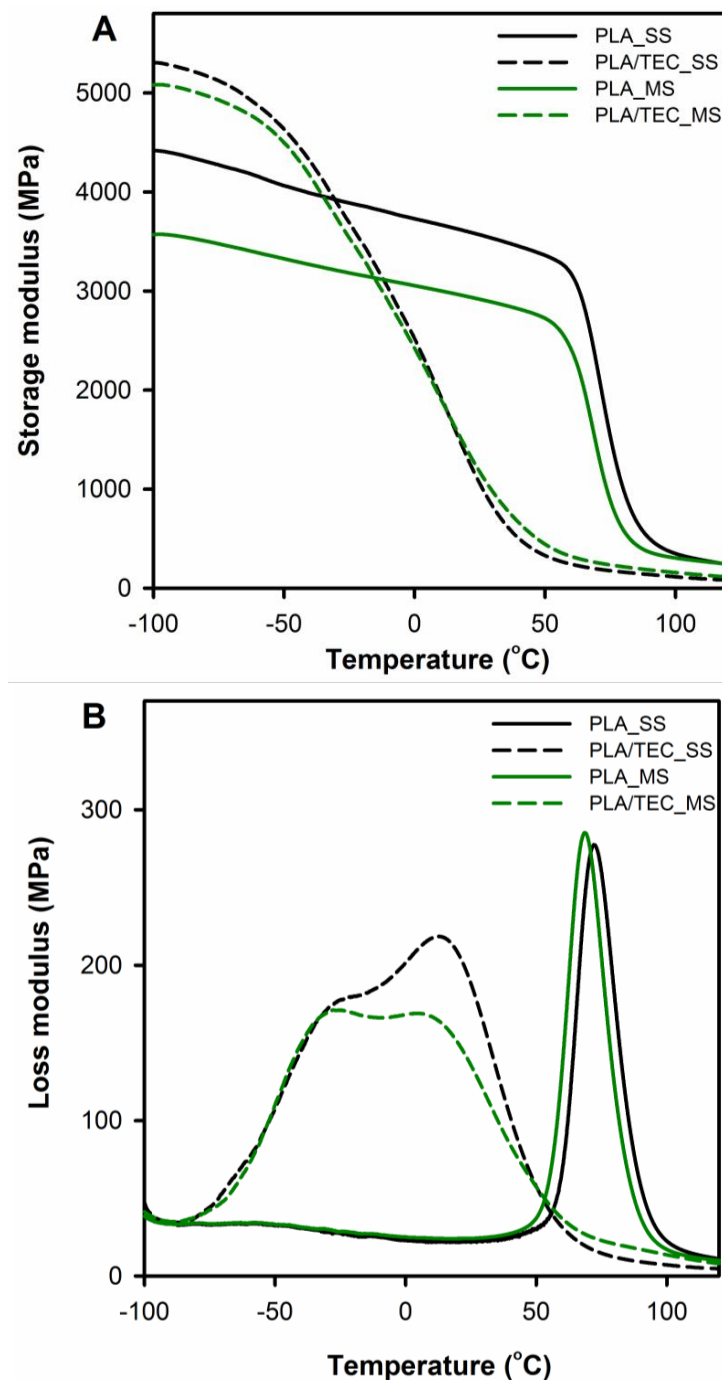 A
PLA_SS
PLA/TEC_SS
PLA_MS
PLA/TEC_MS
Storage modulus (MPa)
5000
4000
3000
2000
1000
0
-100 -50 0 50 100
Temperature (°C)
B
PLA_SS
PLA/TEC_SS
PLA_MS
PLA/TEC_MS
Loss modulus (MPa)
300
200
100
0
-100 -50 0 50 100
Temperature (°C)